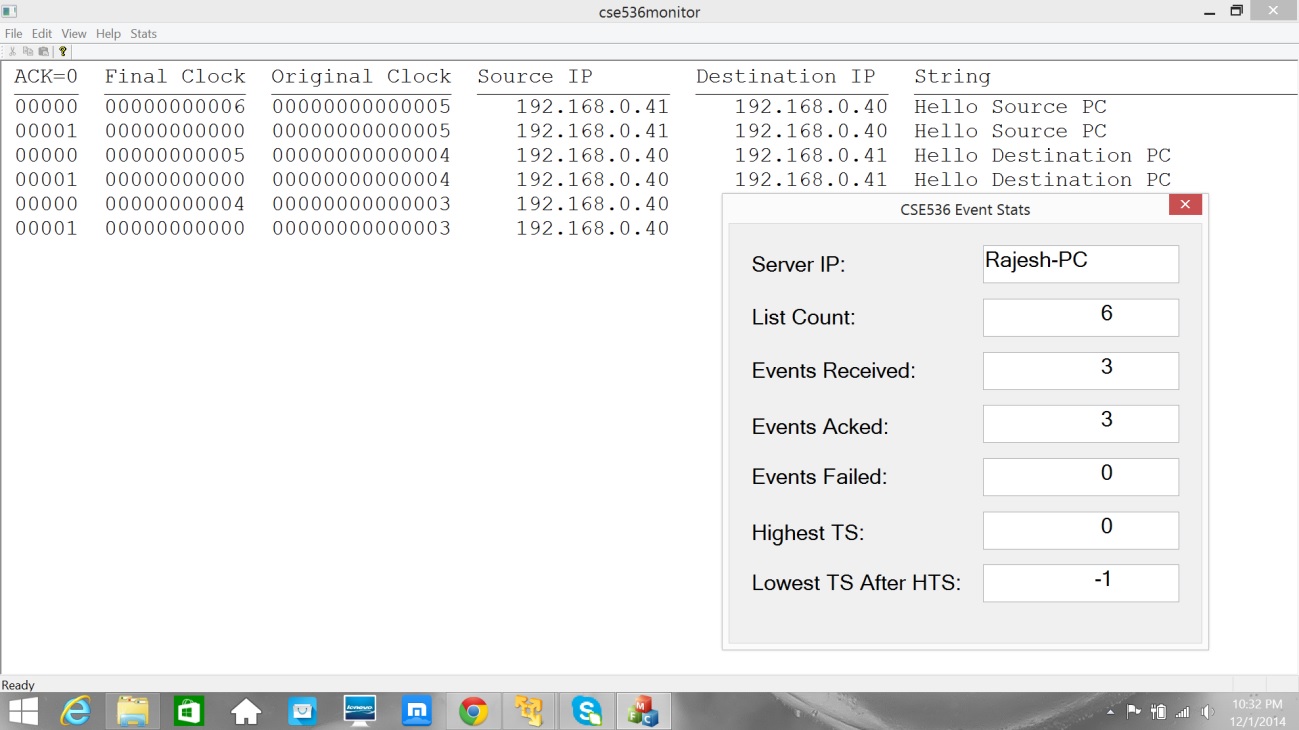 cse536monitor
File Edit View Help Stats
ACK=0 Final Clock Original Clock Source IP Destination IP String
00000 00000000006 00000000000005 192.168.0.41 192.168.0.40 Hello Source PC
00001 00000000000 00000000000005 192.168.0.41 192.168.0.40 Hello Source PC
00000 00000000005 00000000000004 192.168.0.40 192.168.0.41 Hello Destination PC
00001 00000000000 00000000000004 192.168.0.40 192.168.0.41 Hello Destination PC
00000 00000000004 00000000000003 192.168.0.40
00001 00000000000 00000000000003 192.168.0.40
CSE536 Event Stats
Server IP: Rajesh-PC
List Count: 6
Events Received: 3
Events Acked: 3
Events Failed: 0
Highest TS: 0
Lowest TS After HTS: -1
Ready
lenovo
M
F C
10:32 PM
12/1/2014